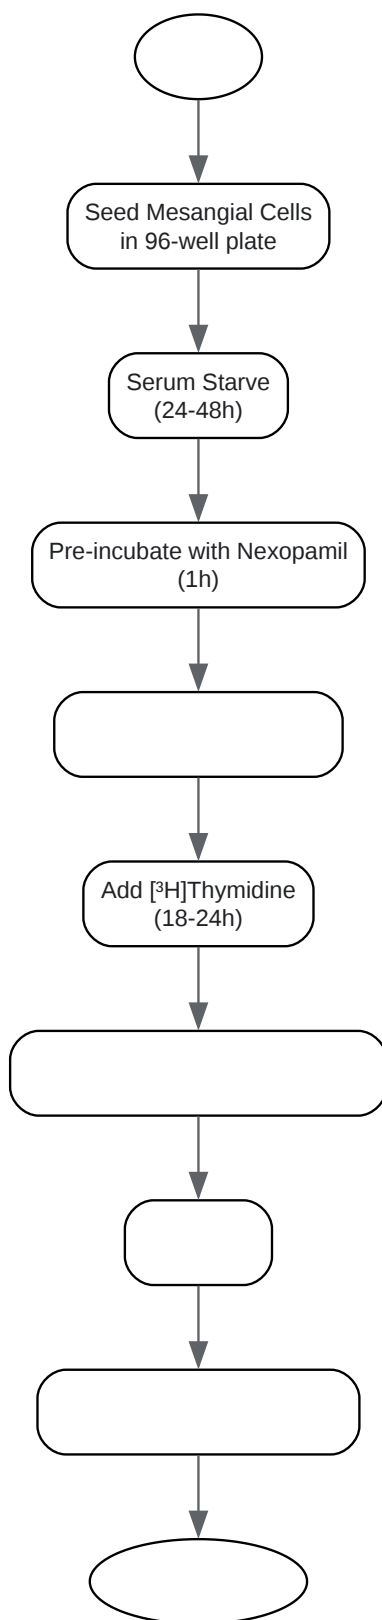 Seed Mesangial Cells
in 96-well plate
Serum Starve
(24-48h)
Pre-incubate with Nexopamil
(1h)
Add [³H]Thymidine
(18-24h)